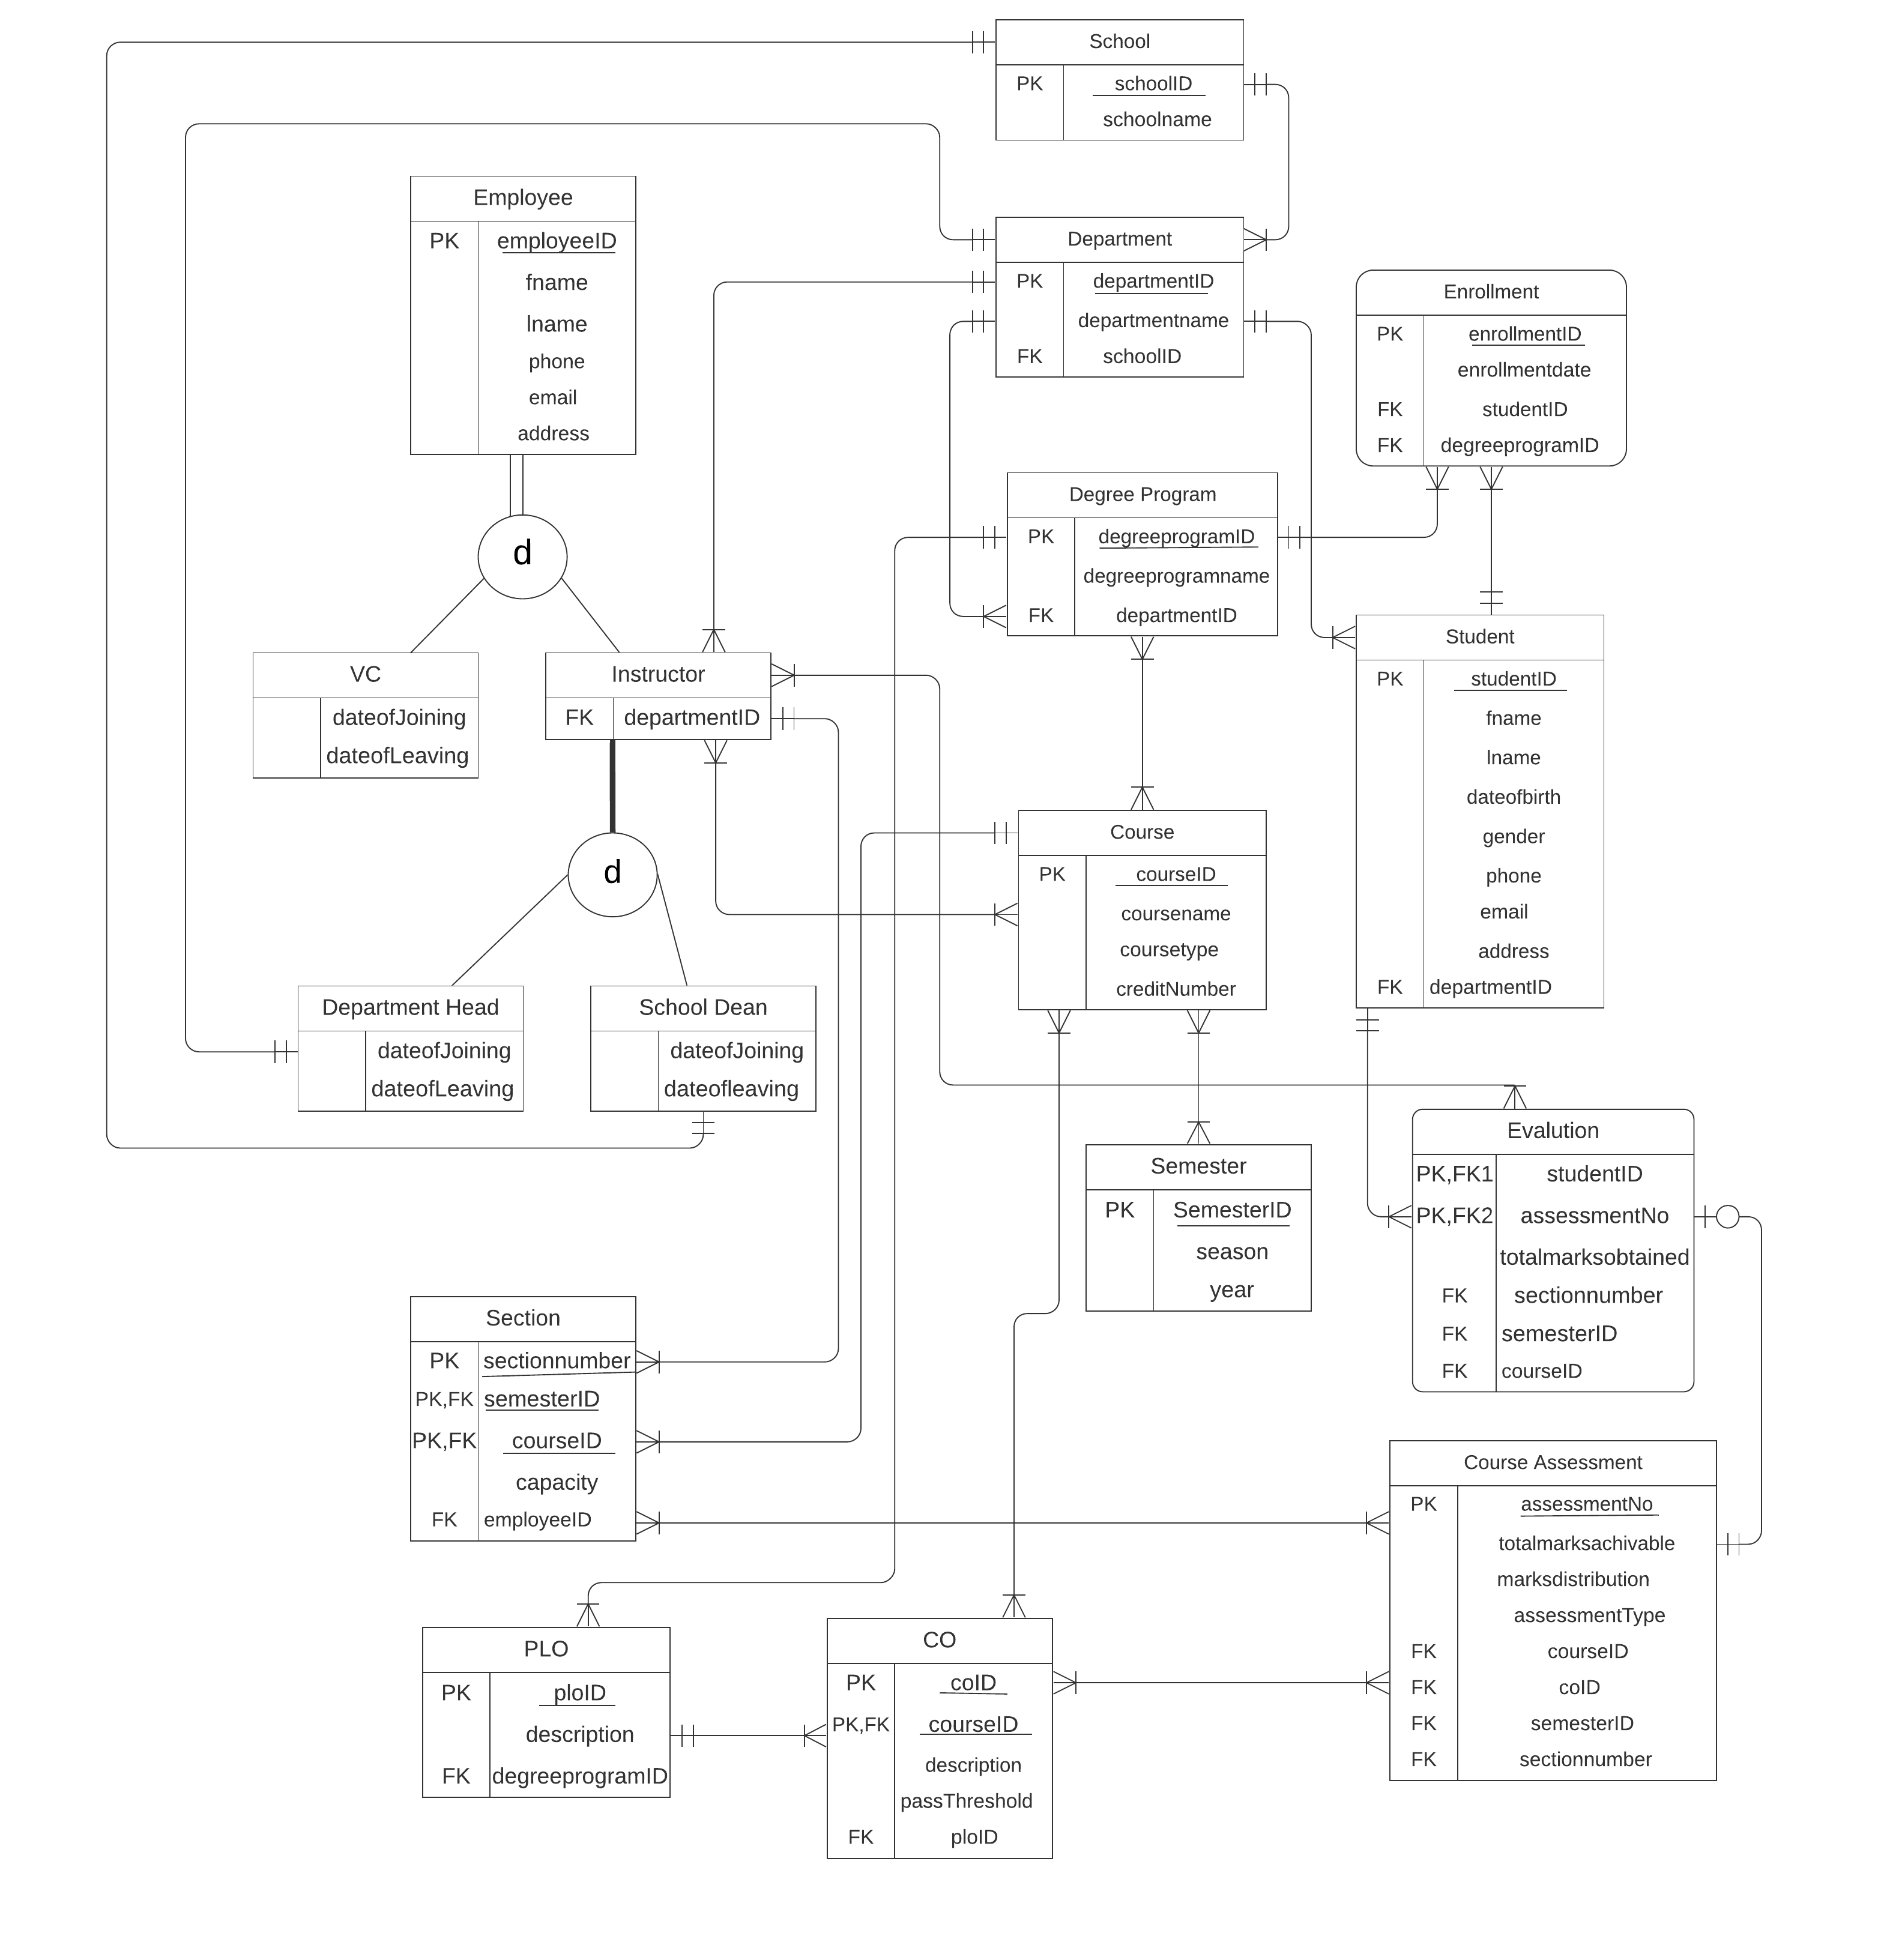 School
PK schoolID
schoolname
Employee
PK employeeID
fname
lname
phone
email
address
Department
PK departmentID
departmentname
FK schoolID
Enrollment
PK enrollmentID
enrollmentdate
FK studentID
FK degreeprogramID
Degree Program
PK degreeprogramID
degreeprogramname
FK departmentID
d
VC
dateofJoining
dateofLeaving
Instructor
FK departmentID
Student
PK studentID
fname
lname
dateofbirth
gender
phone
email
address
FK departmentID
Course
PK courseID
coursename
coursetype
creditNumber
d
Department Head
dateofJoining
dateofLeaving
School Dean
dateofJoining
dateofleaving
Semester
PK SemesterID
season
year
Evalution
PK,FK1 studentID
PK,FK2 assessmentNo
totalmarksobtained
FK sectionnumber
FK semesterID
FK courseID
Section
PK sectionnumber
PK,FK semesterID
PK,FK courseID
capacity
FK employeeID
Course Assessment
PK assessmentNo
totalmarksachivable
marksdistribution
assessmentType
FK courseID
FK coID
FK semesterID
FK sectionnumber
PLO
PK ploID
description
FK degreeprogramID
CO
PK coID
PK,FK courseID
description
passThreshold
FK ploID